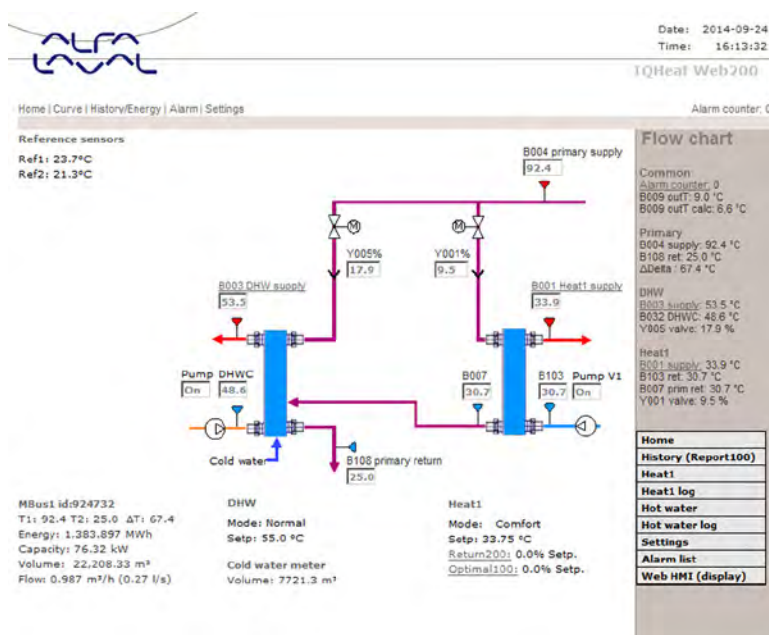 ALFA
LAVAL
Date: 2014-09-24
Time: 16:13:32
IQHeat Web200
Home | Curve | History/Energy | Alarm | Settings
Alarm counter: 0
Reference sensors
Ref1: 23.7°C
Ref2: 21.3°C
B004 primary supply
92.4
Y005%
17.9
Y001%
9.5
B003 DHW supply
53.5
B001 Heat1 supply
33.9
Pump DHWC
On 48.6
B007
30.7
B103 Pump V1
30.7 On
Cold water
B108 primary return
25.0
M
M
MBus1 id:924732
T1: 92.4 T2: 25.0 ΔT: 67.4
Energy: 1.383.897 MWh
Capacity: 76.32 kW
Volume: 22,208.33 m³
Flow: 0.987 m³/h (0.27 l/s)
DHW
Mode: Normal
Setp: 55.0 °C
Cold water meter
Volume: 7721.3 m³
Heat1
Mode: Comfort
Setp: 33.75 °C
Return200: 0.0% Setp.
Optimal100: 0.0% Setp.
Flow chart
Common
Alarm counter: 0
B009 outT: 9.0 °C
B009 outT calc: 6.6 °C
Primary
B004 supply: 92.4 °C
B108 ret: 25.0 °C
ΔDelta : 67.4 °C
DHW
B003 supply: 53.5 °C
B032 DHWC: 48.6 °C
Y005 valve: 17.9 %
Heat1
B001 supply: 33.9 °C
B103 ret: 30.7 °C
B007 prim ret: 30.7 °C
Y001 valve: 9.5 %
Home
History (Report100)
Heat1
Heat1 log
Hot water
Hot water log
Settings
Alarm list
Web HMI (display)